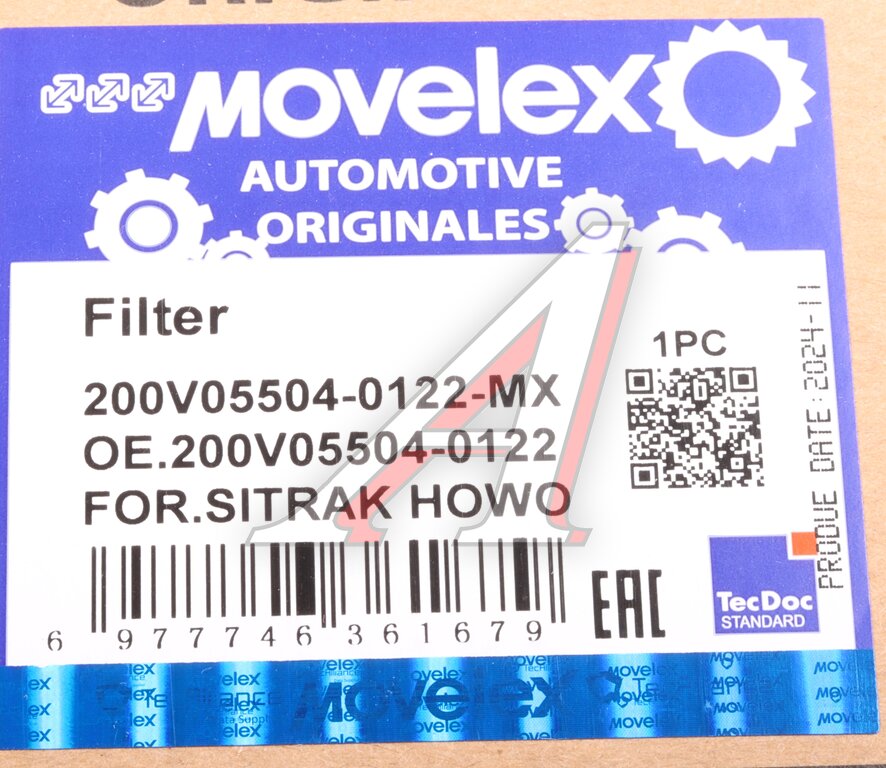 MOVELEX
AUTOMOTIVE
ORIGINALES
Filter
1PC
200V05504-0122-MX
OE.200V05504-0122
FOR.SITRAK HOWO
PRODUE DATE:2024-11
6 977746 361679
EAC
TecDoc
STANDARD
MOVELEX